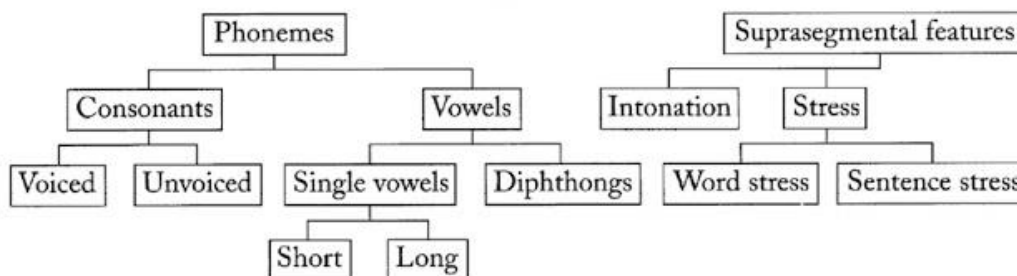 Phonemes
Suprasegmental features
Consonants
Vowels
Intonation
Stress
Voiced
Unvoiced
Single vowels
Diphthongs
Word stress
Sentence stress
Short
Long